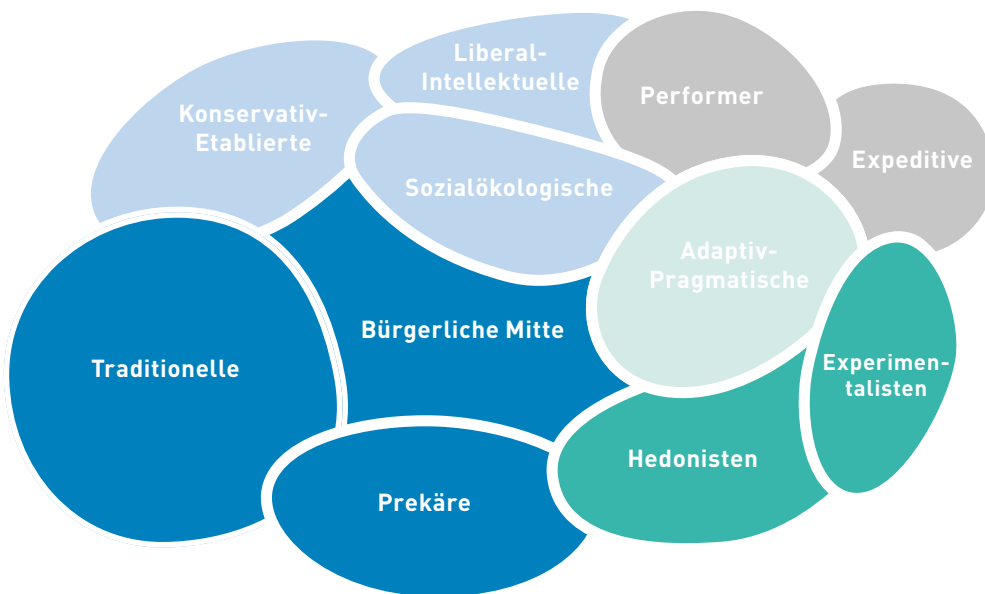 Liberal-
Intellektuelle
Performer
Konservativ-
Etablierte
Expeditive
Sozialökologische
Adaptiv-
Pragmatische
Bürgerliche Mitte
Traditionelle
Experimen-
talisten
Hedonisten
Prekäre